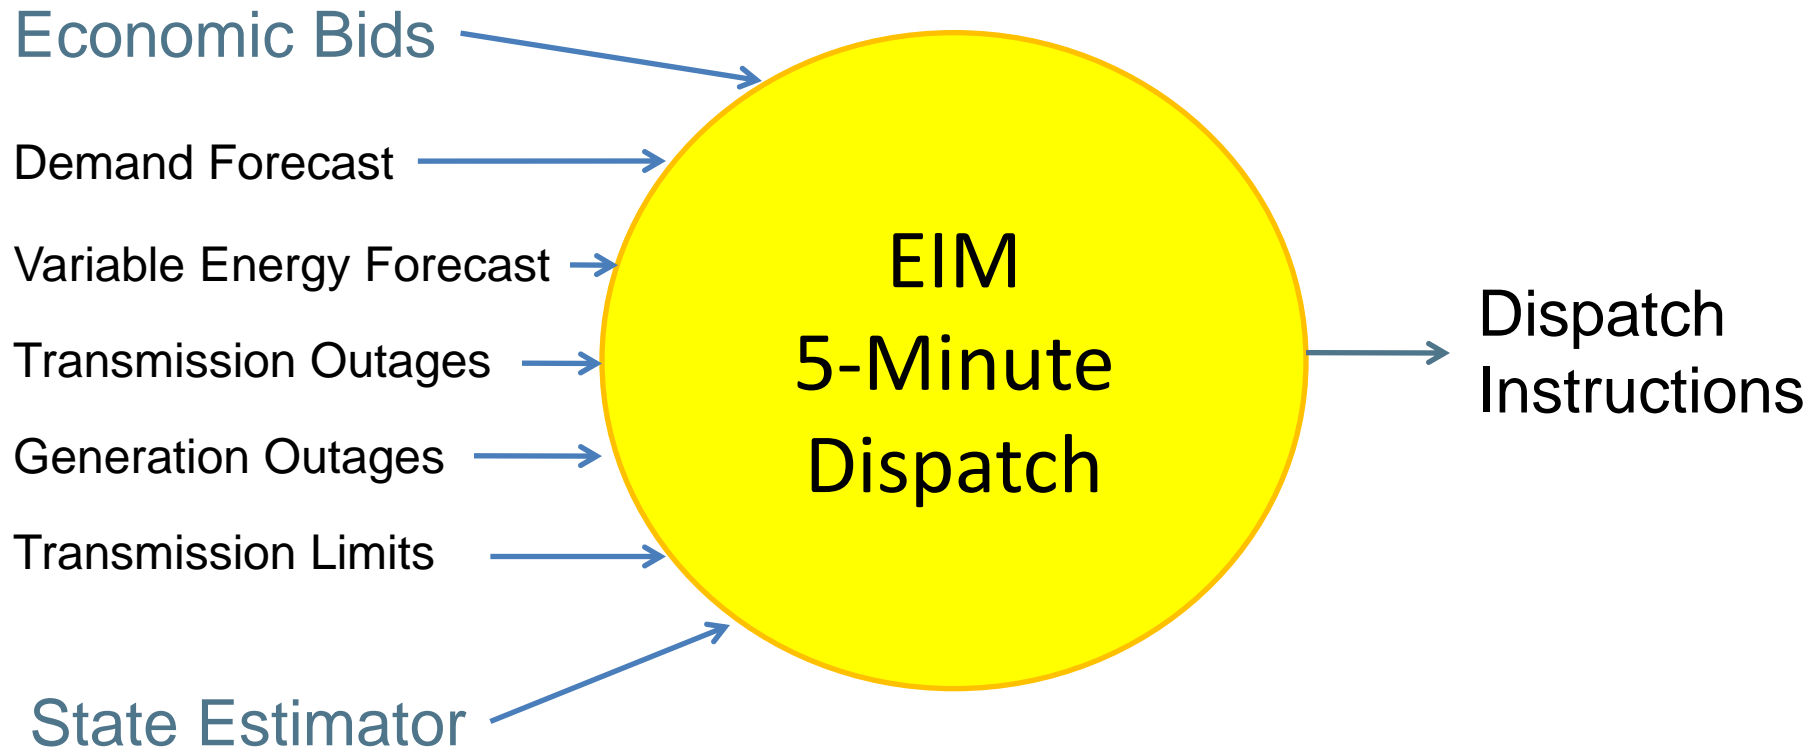 Economic Bids
Demand Forecast
Variable Energy Forecast
Transmission Outages
Generation Outages
Transmission Limits
State Estimator
EIM
5-Minute
Dispatch
Dispatch
Instructions